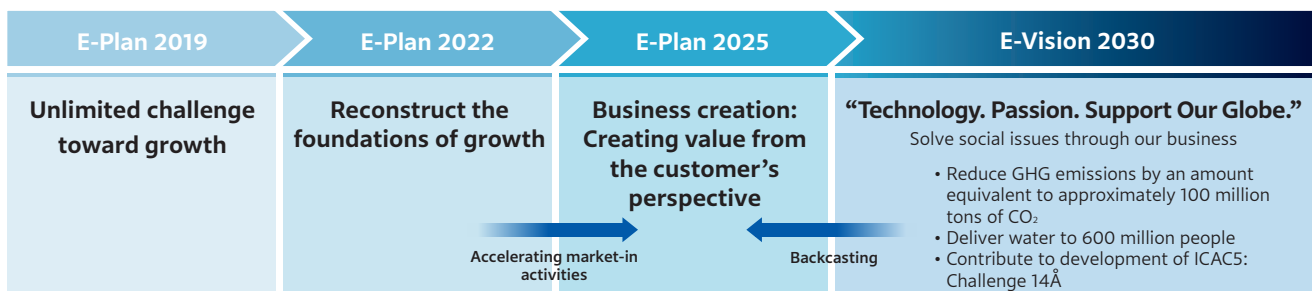 E-Plan 2019
E-Plan 2022
E-Plan 2025
E-Vision 2030
Unlimited challenge
toward growth
Reconstruct the
foundations of growth
Business creation:
Creating value from
the customer’s
perspective
“Technology. Passion. Support Our Globe.”
Solve social issues through our business
• Reduce GHG emissions by an amount
equivalent to approximately 100 million
tons of CO₂
• Deliver water to 600 million people
• Contribute to development of ICAC5:
Challenge 14Å
Accelerating market-in
activities
Backcasting